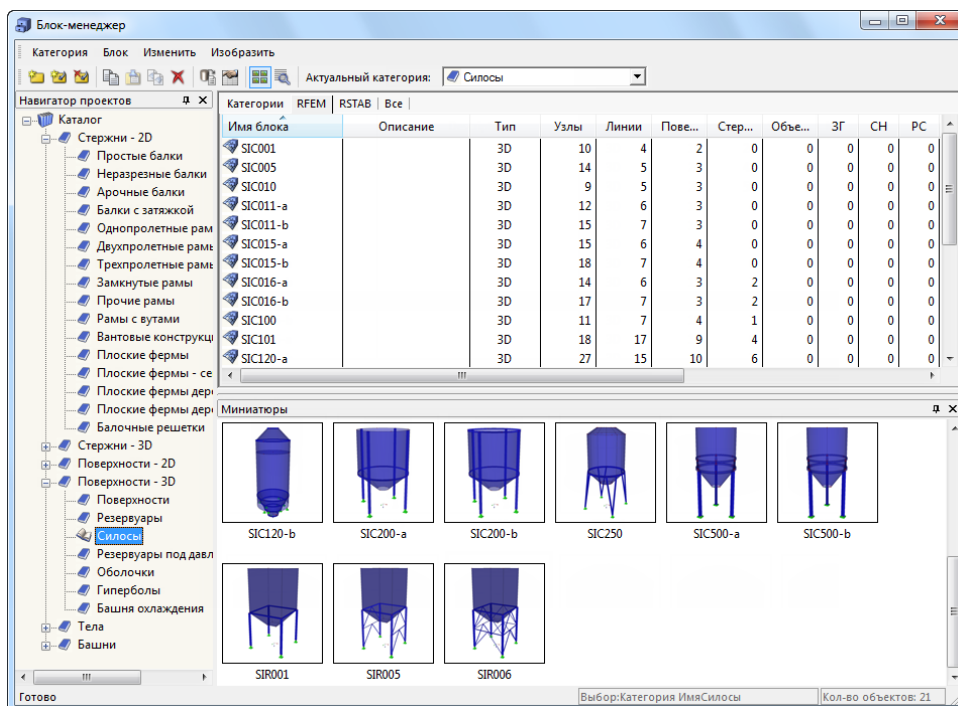 Блок-менеджер
Категория Блок Изменить Изобразить
Актуальный категория: Силосы
Навигатор проектов
Каталог
Стержни - 2D
Простые балки
Неразрезные балки
Арочные балки
Балки с затяжкой
Однопролетные рам
Двухпролетные рамы
Трехпролетные рамы
Замкнутые рамы
Прочие рамы
Рамы с вутами
Вантовые конструкци
Плоские фермы
Плоские фермы - се
Плоские фермы дере
Плоские фермы дере
Балочные решетки
Стержни - 3D
Поверхности - 2D
Поверхности - 3D
Поверхности
Резервуары
Силосы
Резервуары под давл
Оболочки
Гиперболы
Башня охлаждения
Тела
Башни
Категории RFEM RSTAB Все
Имя блока Описание Тип Узлы Линии Пове... Стер... Объе... ЗГ СН РС
SIC001 3D 10 4 2 0 0 0 0 0
SIC005 3D 14 5 3 0 0 0 0 0
SIC010 3D 9 5 3 0 0 0 0 0
SIC011-a 3D 12 6 3 0 0 0 0 0
SIC011-b 3D 15 7 3 0 0 0 0 0
SIC015-a 3D 15 6 4 0 0 0 0 0
SIC015-b 3D 18 7 4 0 0 0 0 0
SIC016-a 3D 14 6 3 2 0 0 0 0
SIC016-b 3D 17 7 3 2 0 0 0 0
SIC100 3D 11 7 4 1 0 0 0 0
SIC101 3D 18 17 9 4 0 0 0 0
SIC120-a 3D 27 15 10 6 0 0 0 0
Миниатюры
SIC120-b SIC200-a SIC200-b SIC250 SIC500-a SIC500-b
SIR001 SIR005 SIR006
Готово
Выбор:Категория ИмяСилосы
Кол-во объектов: 21